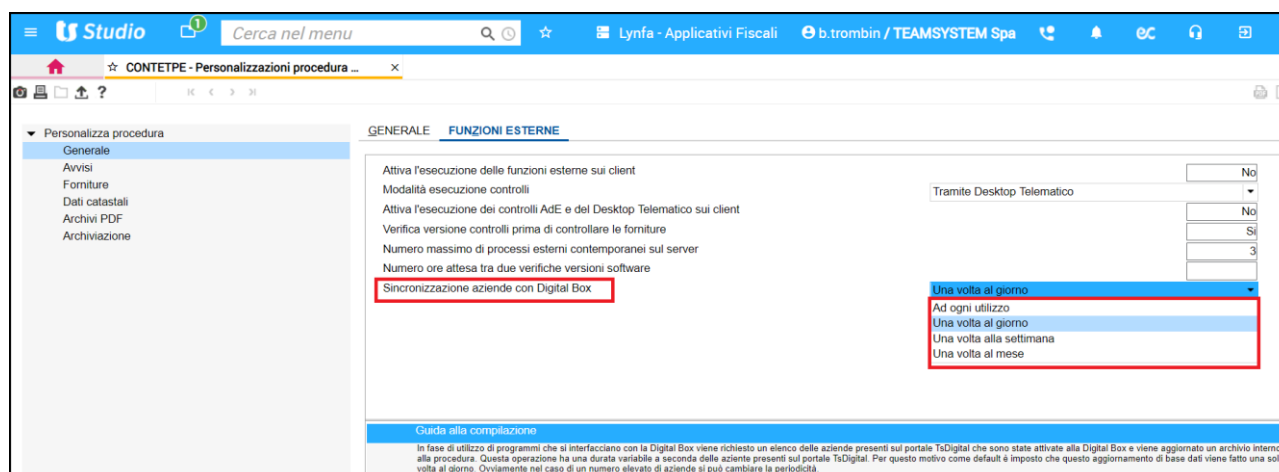 1
Studio
Cerca nel menu
Lynfa - Applicativi Fiscali
b.trombin / TEAMSYSTEM Spa
ec
CONTETPE - Personalizzazioni procedura ...
×
?
Personalizza procedura
Generale
Avvisi
Forniture
Dati catastali
Archivi PDF
Archiviazione
GENERALE FUNZIONI ESTERNE
Attiva l'esecuzione delle funzioni esterne sui client No
Modalità esecuzione controlli Tramite Desktop Telematico
Attiva l'esecuzione dei controlli AdE e del Desktop Telematico sui client No
Verifica versione controlli prima di controllare le forniture Si
Numero massimo di processi esterni contemporanei sul server 3
Numero ore attesa tra due verifiche versioni software
Sincronizzazione aziende con Digital Box Una volta al giorno
Ad ogni utilizzo
Una volta al giorno
Una volta alla settimana
Una volta al mese
Guida alla compilazione
In fase di utilizzo di programmi che si interfacciano con la Digital Box viene richiesto un elenco delle aziende presenti sul portale TsDigital che sono state attivate alla Digital Box e viene aggiornato un archivio interno
alla procedura. Questa operazione ha una durata variabile a seconda delle aziente presenti sul portale TsDigital. Per questo motivo come default è imposto che questo aggiornamento di base dati viene fatto una sol
volta al giorno. Ovviamente nel caso di un numero elevato di aziende si può cambiare la periodicità.